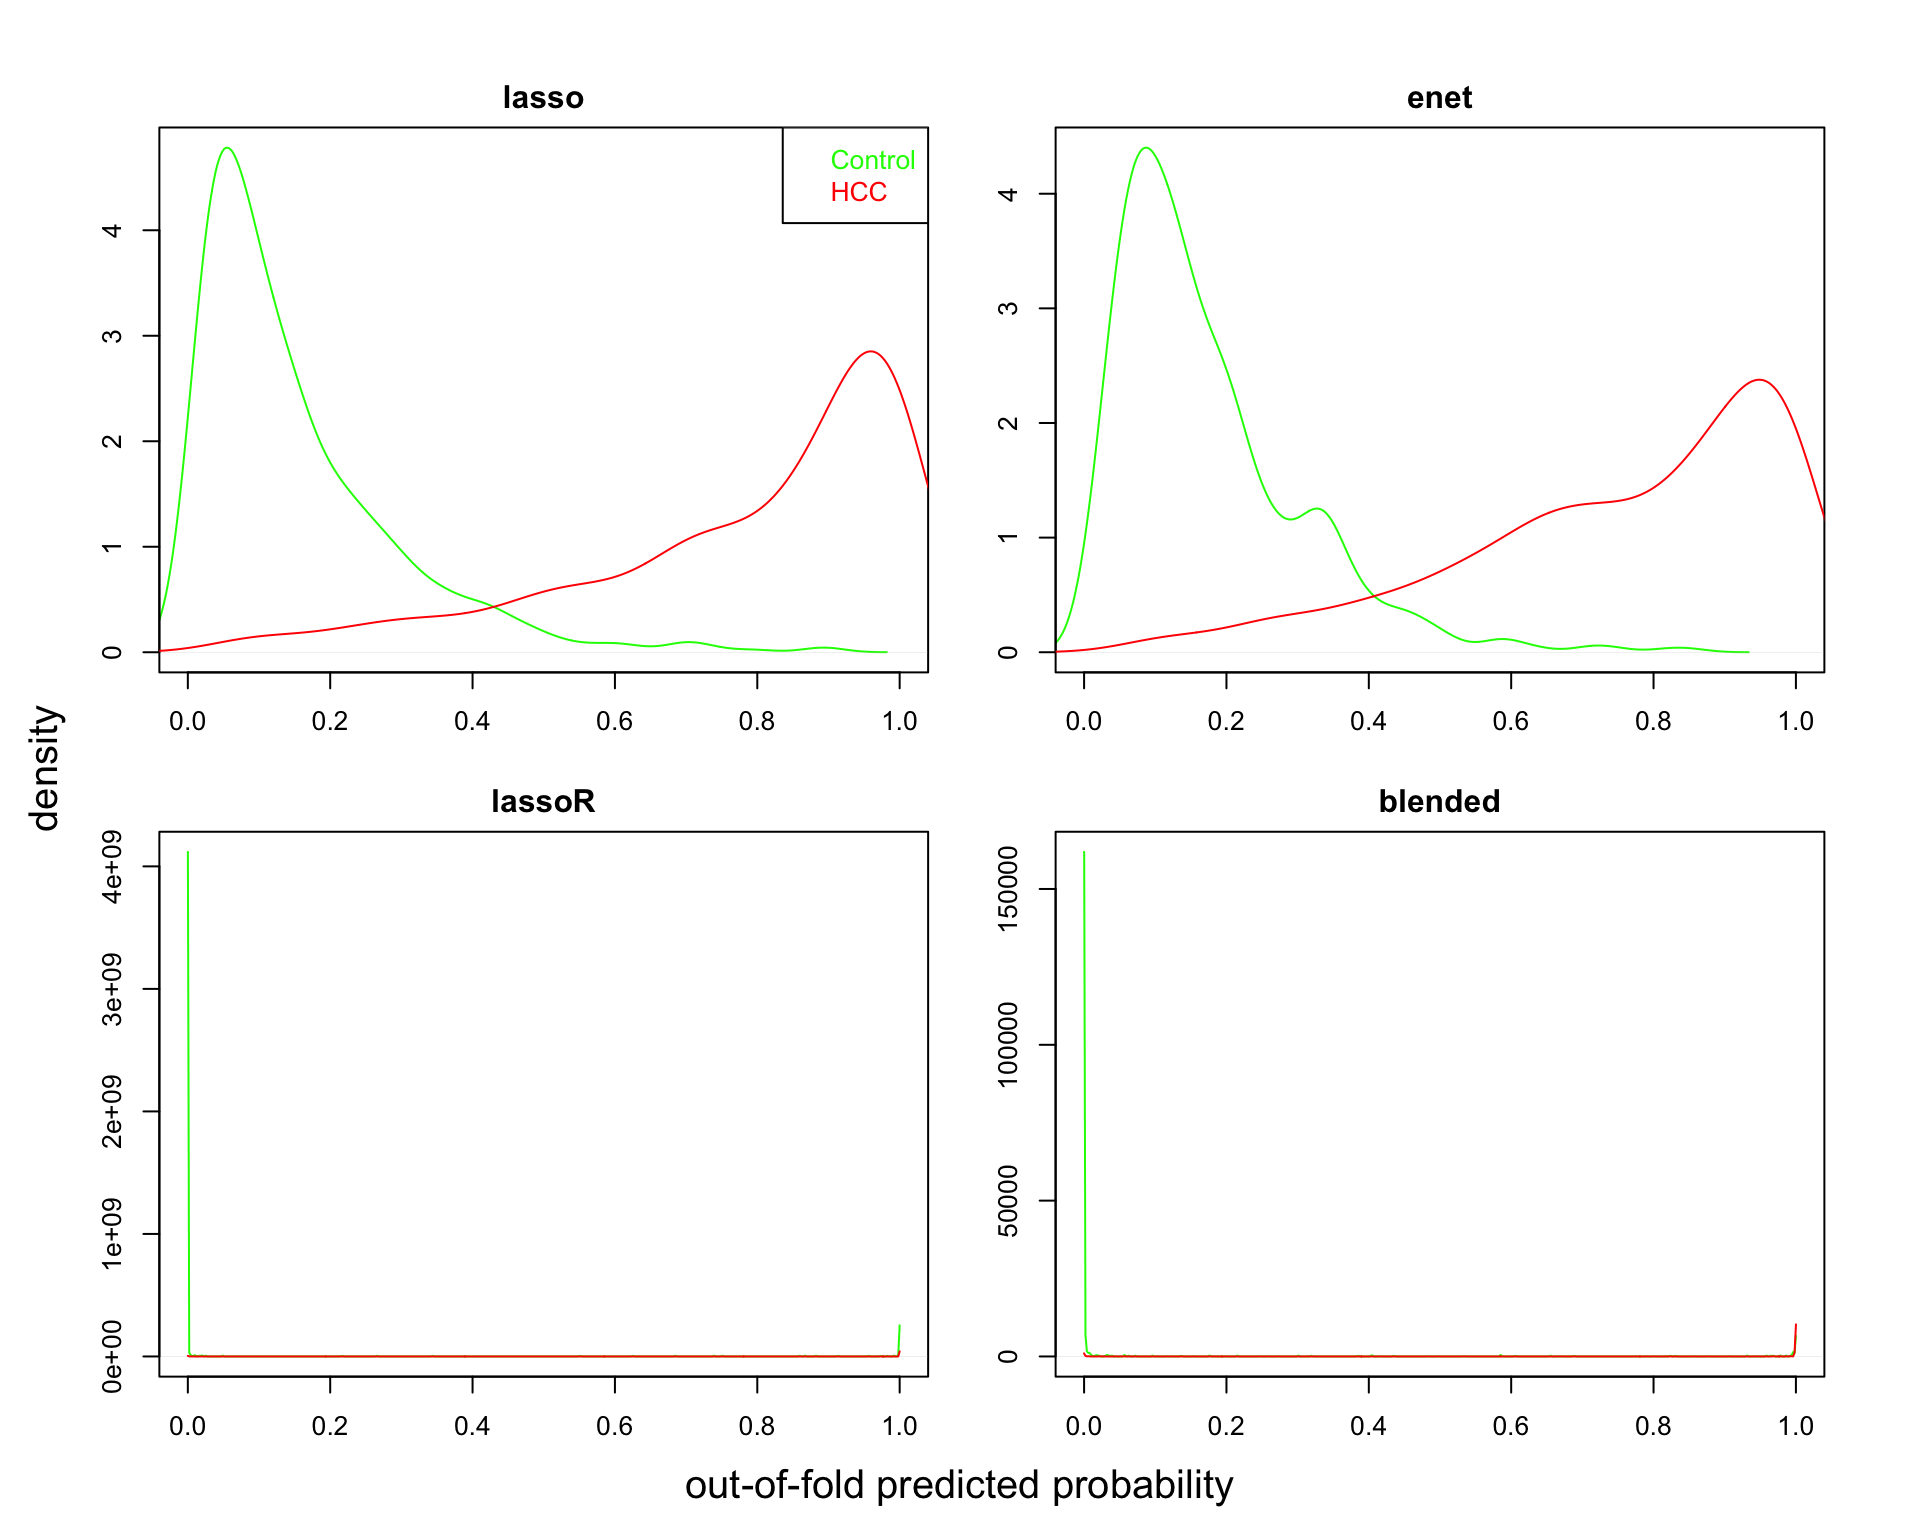 lasso
Control
HCC
0
1
2
3
4
0.0 0.2 0.4 0.6 0.8 1.0
enet
0
1
2
3
4
0.0 0.2 0.4 0.6 0.8 1.0
density
lassoR
0e+00
1e+09
2e+09
3e+09
4e+09
0.0 0.2 0.4 0.6 0.8 1.0
blended
0
50000
100000
150000
0.0 0.2 0.4 0.6 0.8 1.0
out-of-fold predicted probability